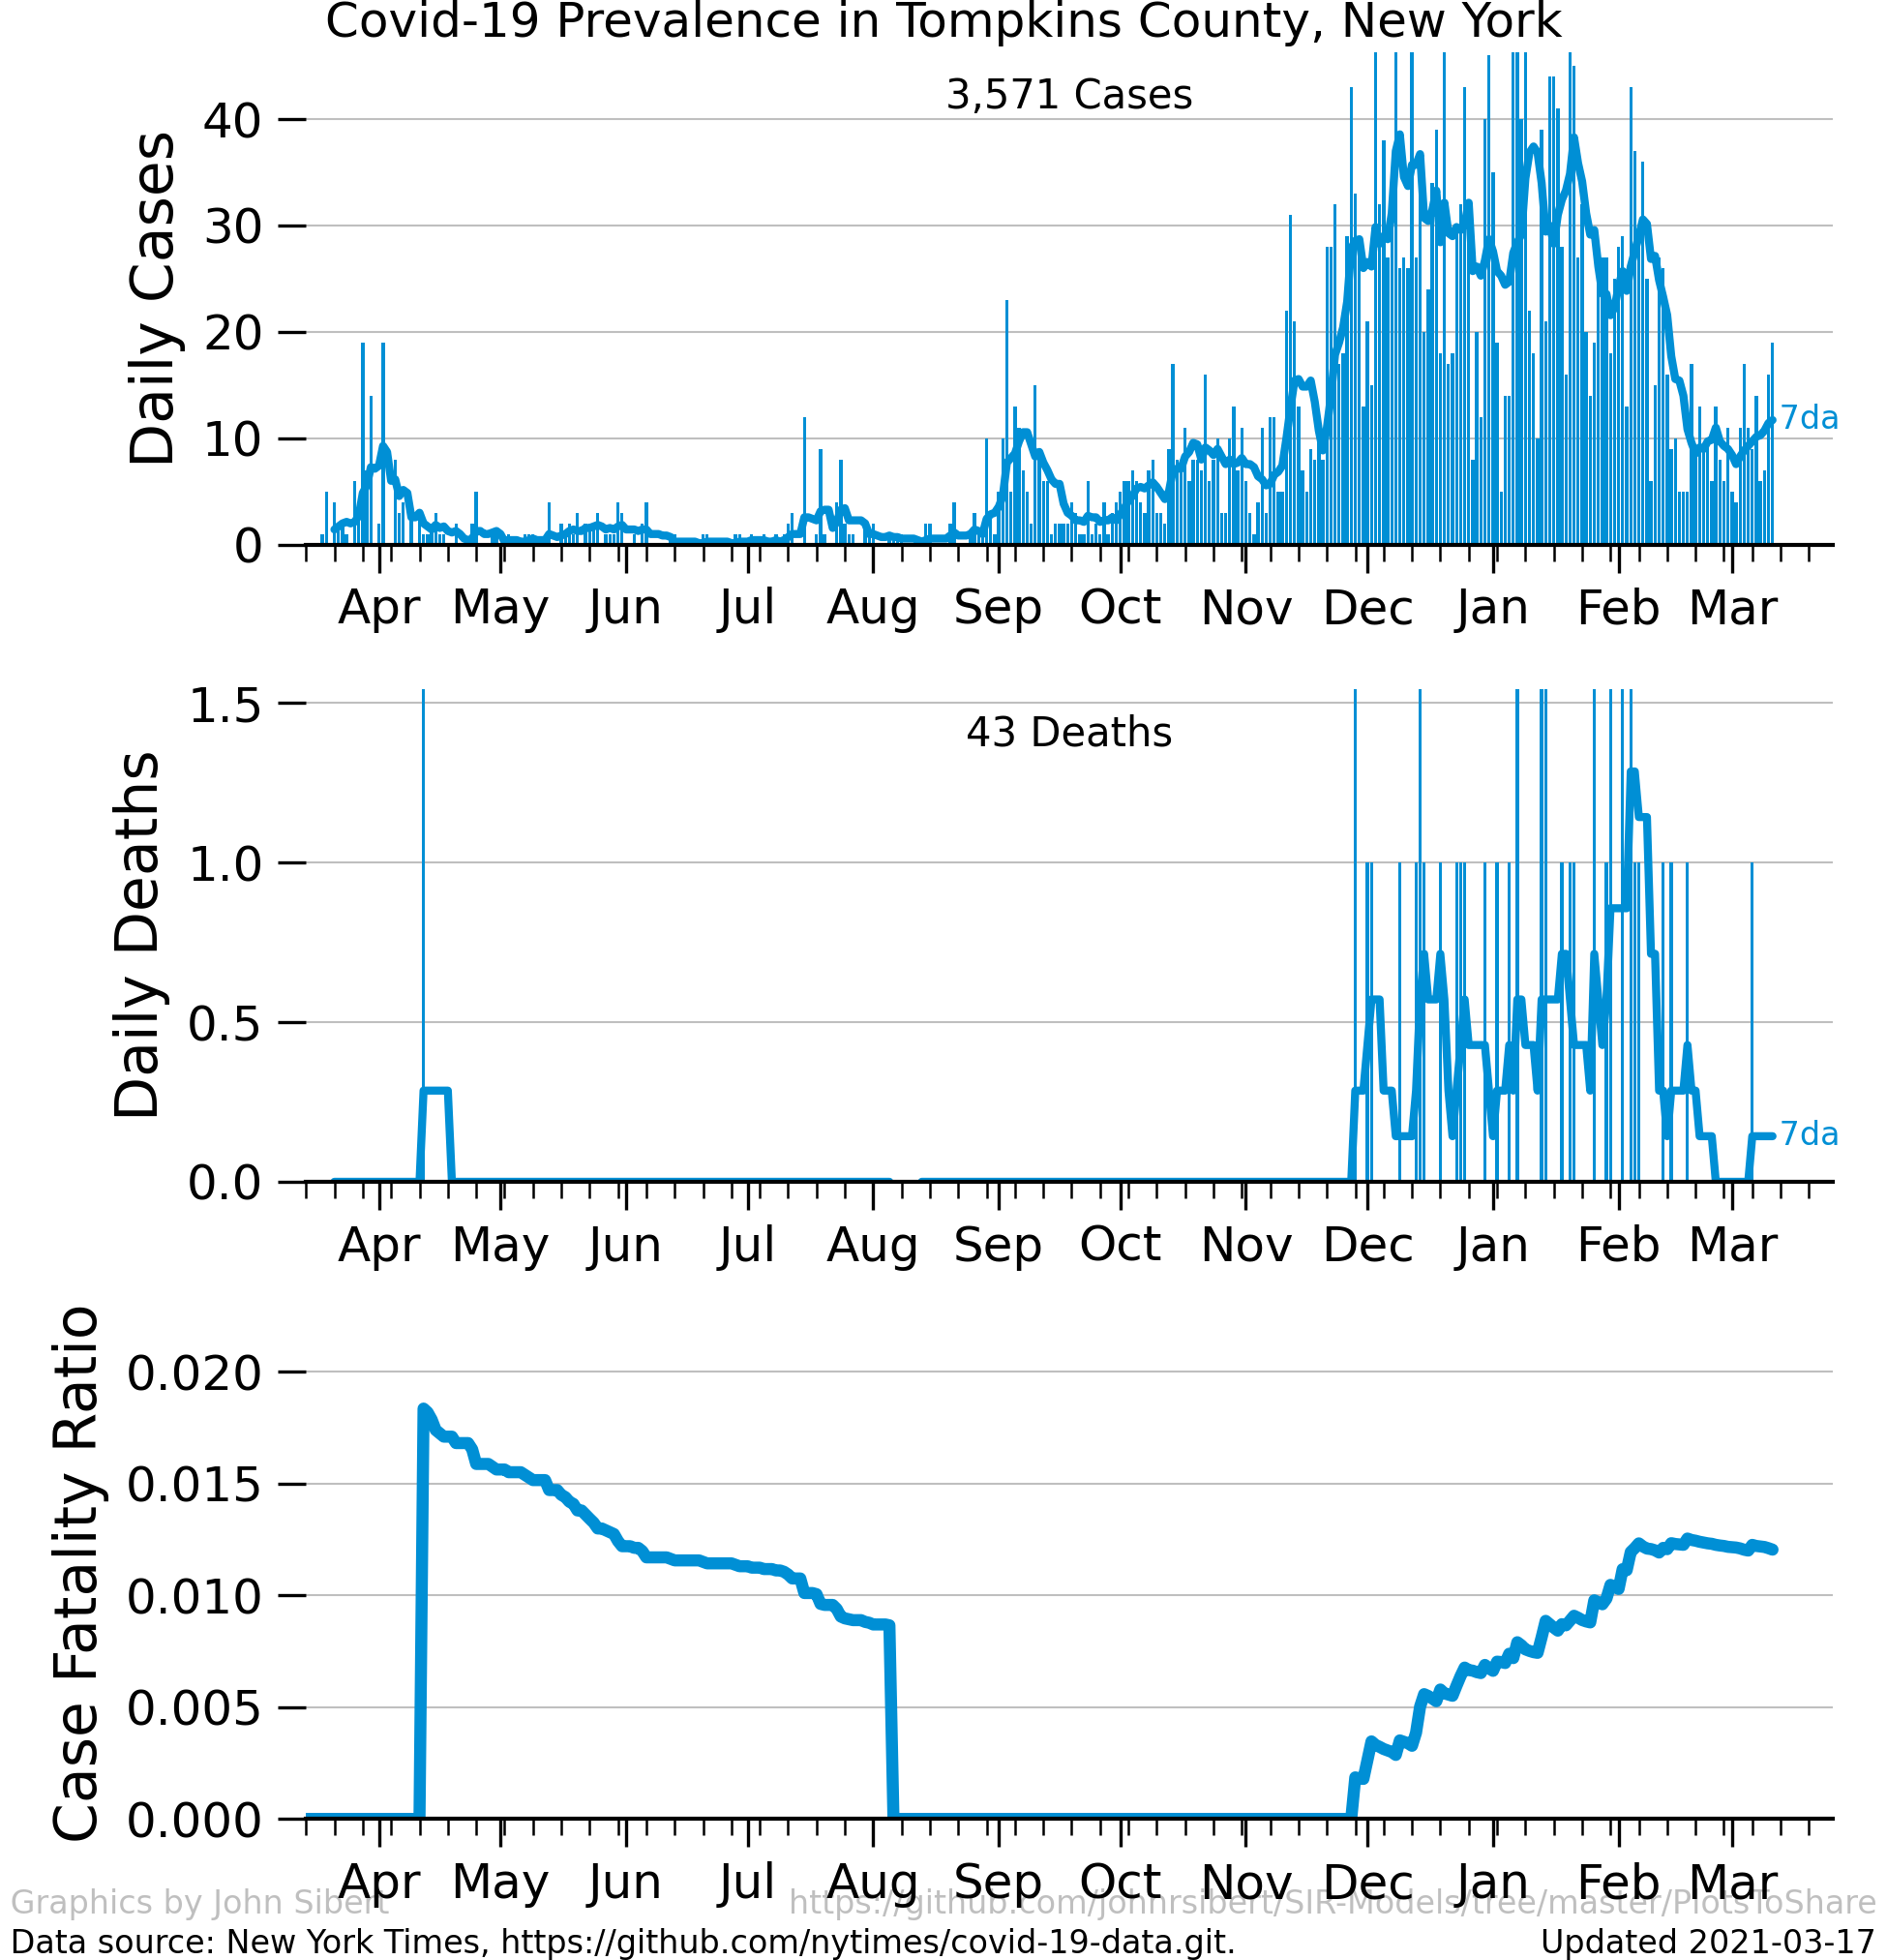 Covid-19 Prevalence in Tompkins County, New York
3,571 Cases
Daily Cases
40
30
20
10
0
7da
Apr May Jun Jul Aug Sep Oct Nov Dec Jan Feb Mar
43 Deaths
Daily Deaths
1.5
1.0
0.5
0.0
7da
Apr May Jun Jul Aug Sep Oct Nov Dec Jan Feb Mar
Case Fatality Ratio
0.020
0.015
0.010
0.005
0.000
Apr May Jun Jul Aug Sep Oct Nov Dec Jan Feb Mar
Graphics by John Sibert https://github.com/johnrsibert/SIR-Models/tree/master/PlotsToShare
Data source: New York Times, https://github.com/nytimes/covid-19-data.git. Updated 2021-03-17